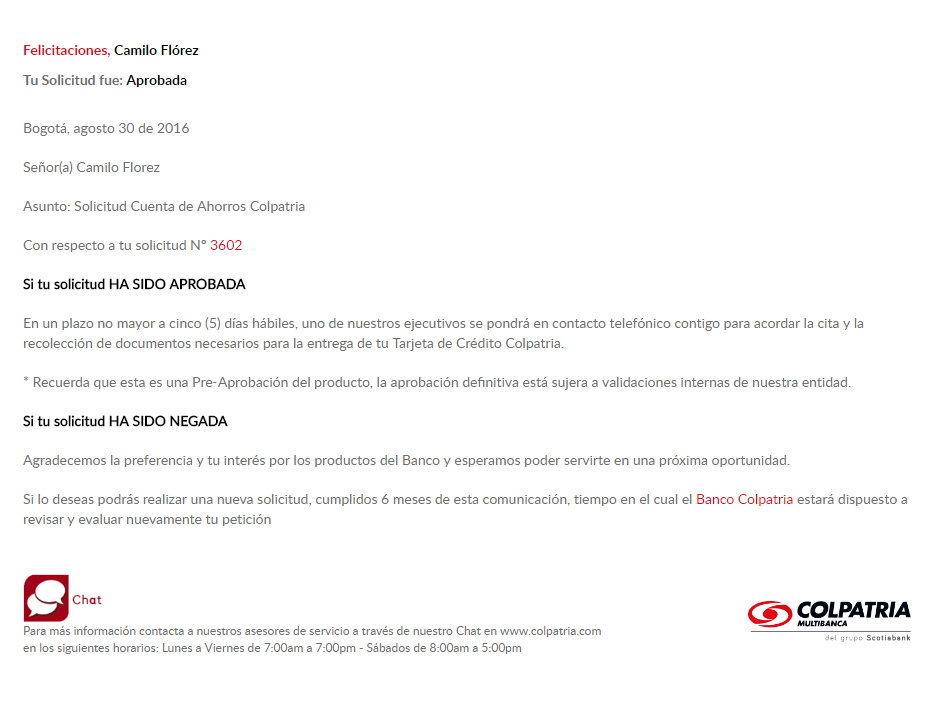 Felicitaciones, Camilo Flórez
Tu Solicitud fue: Aprobada
Bogotá, agosto 30 de 2016
Señor(a) Camilo Florez
Asunto: Solicitud Cuenta de Ahorros Colpatria
Con respecto a tu solicitud N° 3602
Si tu solicitud HA SIDO APROBADA
En un plazo no mayor a cinco (5) días hábiles, uno de nuestros ejecutivos se pondrá en contacto telefónico contigo para acordar la cita y la
recolección de documentos necesarios para la entrega de tu Tarjeta de Crédito Colpatria.
* Recuerda que esta es una Pre-Aprobación del producto, la aprobación definitiva está sujera a validaciones internas de nuestra entidad.
Si tu solicitud HA SIDO NEGADA
Agradecemos la preferencia y tu interés por los productos del Banco y esperamos poder servirte en una próxima oportunidad.
Si lo deseas podrás realizar una nueva solicitud, cumplidos 6 meses de esta comunicación, tiempo en el cual el Banco Colpatria estará dispuesto a
revisar y evaluar nuevamente tu petición
Chat
Para más información contacta a nuestros asesores de servicio a través de nuestro Chat en www.colpatria.com
en los siguientes horarios: Lunes a Viernes de 7:00am a 7:00pm - Sábados de 8:00am a 5:00pm
COLPATRIA
MULTIBANCA
del grupo Scotiabank